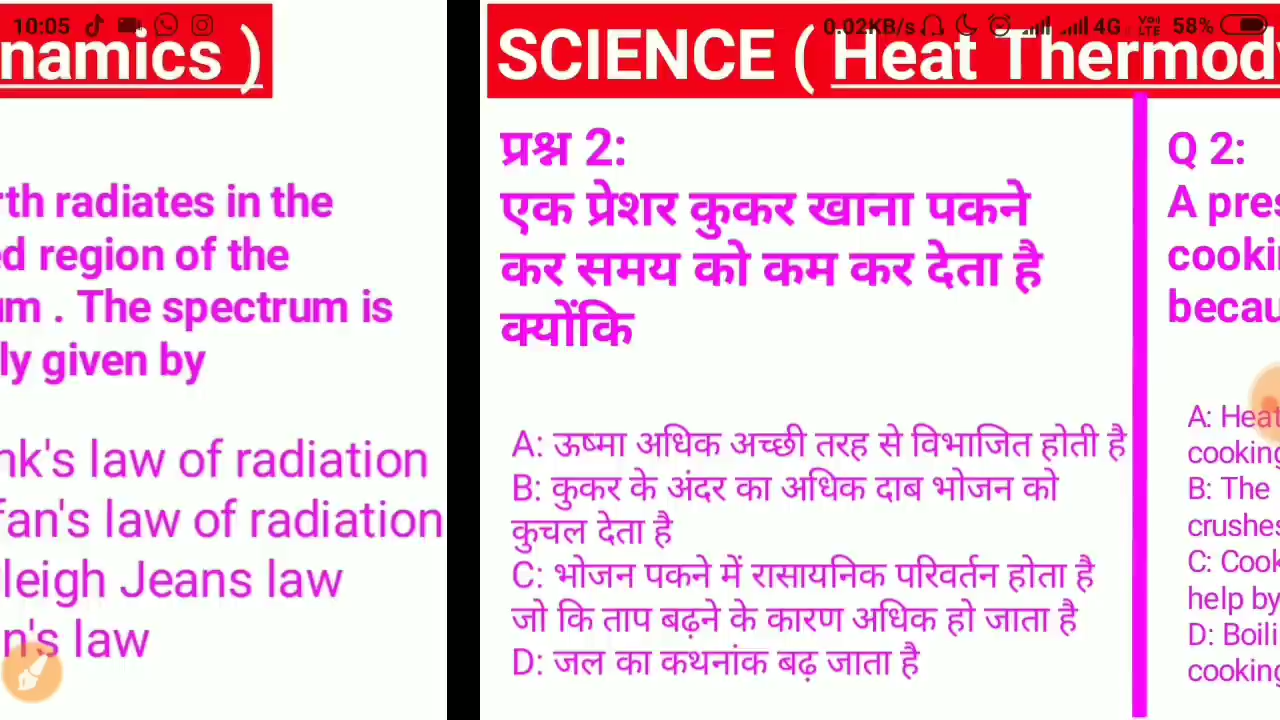 10:05
0.02KB/s
4G
Vo)
LTE
58%
namics )
rth radiates in the
ed region of the
um . The spectrum is
ly given by
nk's law of radiation
fan's law of radiation
leigh Jeans law
n's law
SCIENCE ( Heat Thermody
प्रश्न 2:
एक प्रेशर कुकर खाना पकने
कर समय को कम कर देता है
क्योंकि
A: ऊष्मा अधिक अच्छी तरह से विभाजित होती है
B: कुकर के अंदर का अधिक दाब भोजन को
कुचल देता है
C: भोजन पकने में रासायनिक परिवर्तन होता है
जो कि ताप बढ़ने के कारण अधिक हो जाता है
D: जल का कथनांक बढ़ जाता है
Q 2:
A pres
cooki
becau
A: Heat
cooking
B: The
crushes
C: Cook
help by
D: Boili
cooking